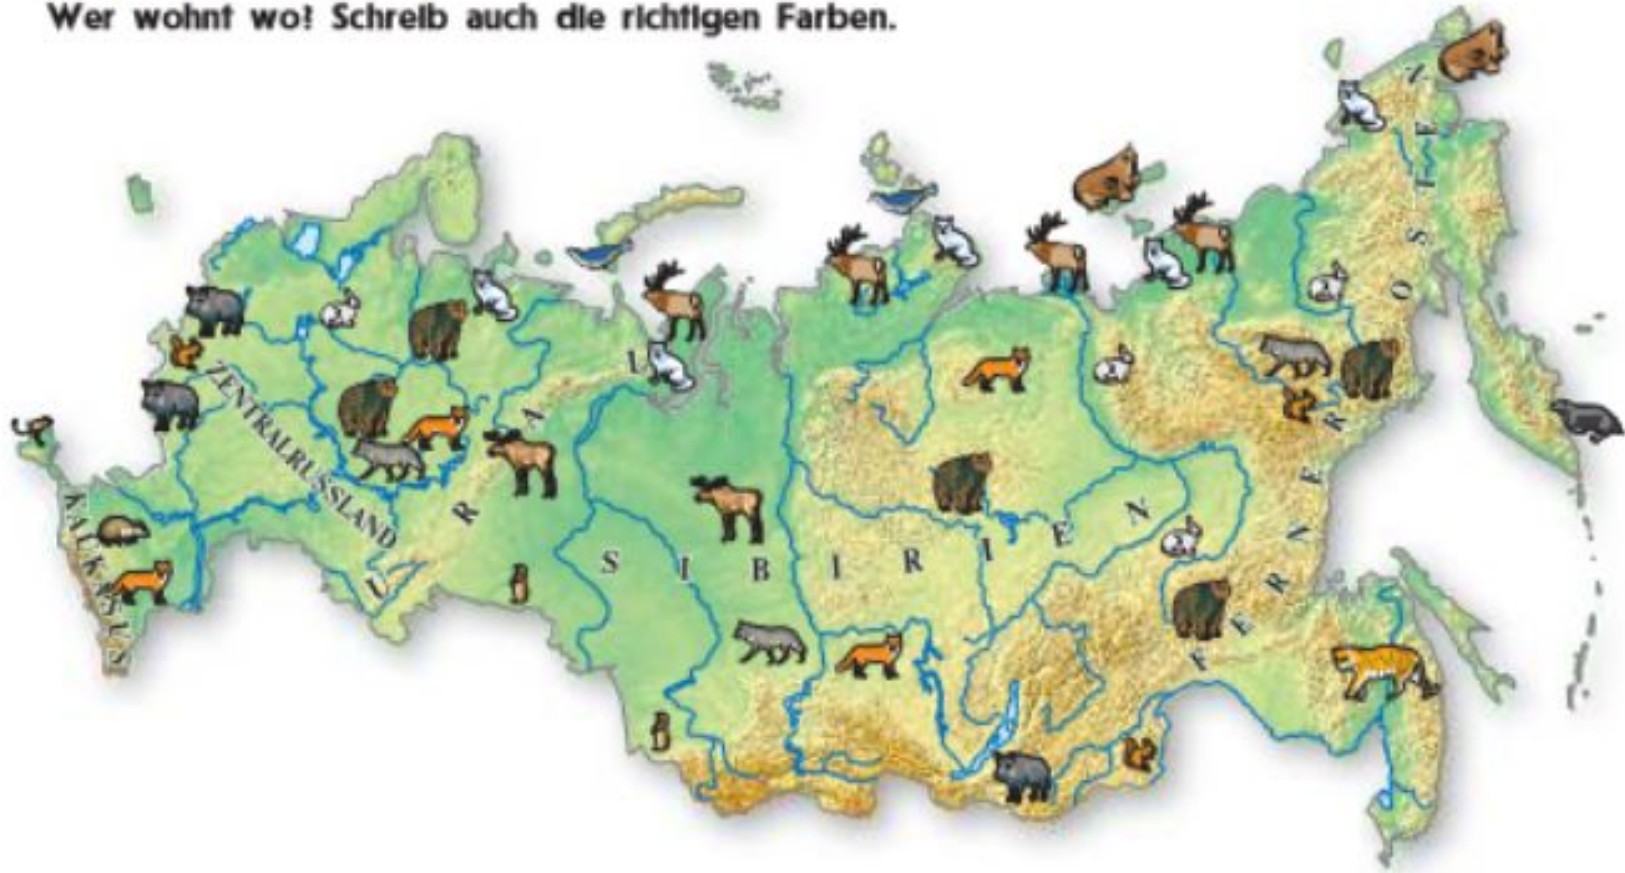 Wer wohnt wo? Schreib auch die richtigen Farben.
ZENTRALRUSSLAND
KAUKASUS
URAL
SIBIRIEN
FERNER OSTEN